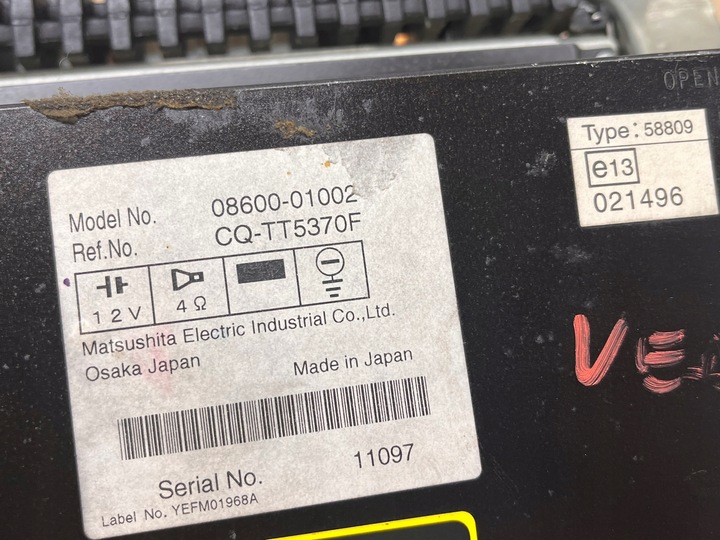 OPEN
Type: 58809
e13
021496
Model No. 08600-01002
Ref.No. CQ-TT5370F
12V
4 Ω
Matsushita Electric Industrial Co.,Ltd.
Osaka Japan
Made in Japan
Serial No. 11097
Label No. YEFM01968A